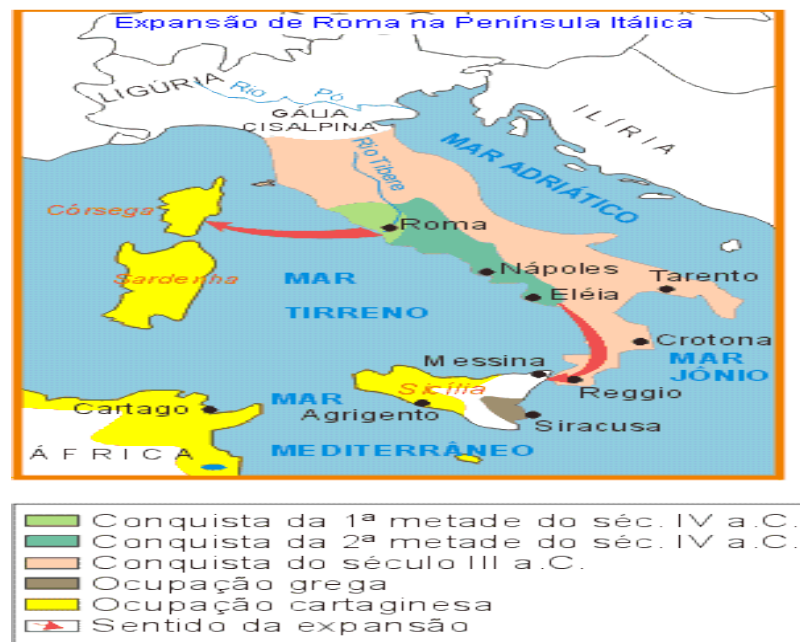 Expansão de Roma na Península Itálica
LIGÚRIA
Rio Pó
GÁLIA
CISALPINA
ILÍRIA
MAR ADRIÁTICO
Rio Tibere
Córsega
Roma
Sardenha
MAR
TIRRENO
Nápoles
Tarento
Eléia
Crotona
MAR
JÔNIO
Messina
Reggio
Sicília
Cartago
MAR
Agrigento
Siracusa
ÁFRICA
MEDITERRÂNEO
Conquista da 1ª metade do séc. IV a.C.
Conquista da 2ª metade do séc. IV a.C.
Conquista do século III a.C.
Ocupação grega
Ocupação cartaginesa
Sentido da expansão